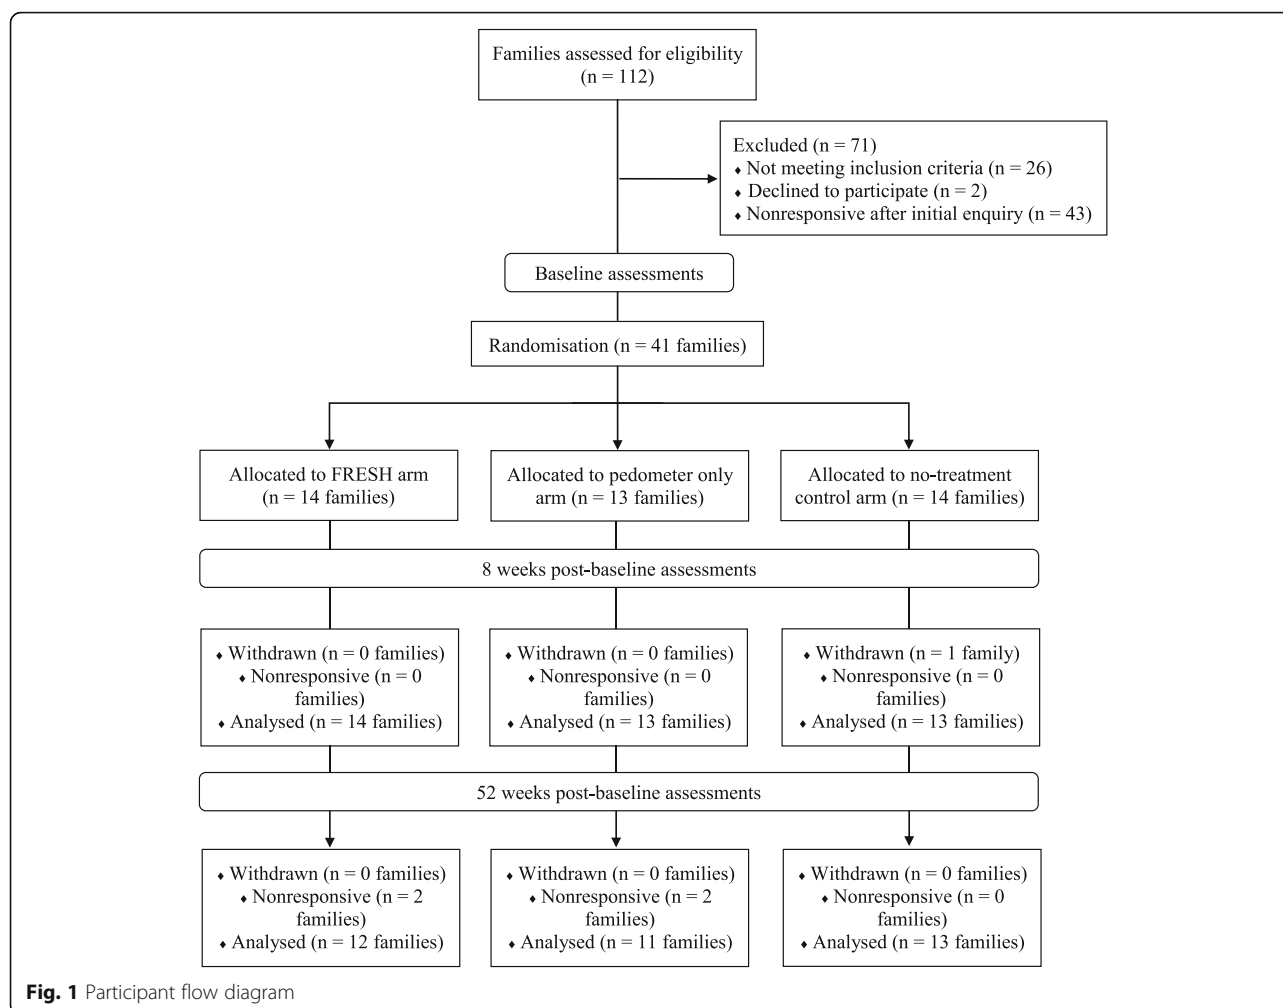 Families assessed for eligibility
(n = 112)
Excluded (n = 71)
♦ Not meeting inclusion criteria (n = 26)
♦ Declined to participate (n = 2)
♦ Nonresponsive after initial enquiry (n = 43)
Baseline assessments
Randomisation (n = 41 families)
Allocated to FRESH arm
(n = 14 families)
Allocated to pedometer only
arm (n = 13 families)
Allocated to no-treatment
control arm (n = 14 families)
8 weeks post-baseline assessments
♦ Withdrawn (n = 0 families)
♦ Nonresponsive (n = 0
families)
♦ Analysed (n = 14 families)
♦ Withdrawn (n = 0 families)
♦ Nonresponsive (n = 0
families)
♦ Analysed (n = 13 families)
♦ Withdrawn (n = 1 family)
♦ Nonresponsive (n = 0
families)
♦ Analysed (n = 13 families)
52 weeks post-baseline assessments
♦ Withdrawn (n = 0 families)
♦ Nonresponsive (n = 2
families)
♦ Analysed (n = 12 families)
♦ Withdrawn (n = 0 families)
♦ Nonresponsive (n = 2
families)
♦ Analysed (n = 11 families)
♦ Withdrawn (n = 0 families)
♦ Nonresponsive (n = 0
families)
♦ Analysed (n = 13 families)
Fig. 1 Participant flow diagram